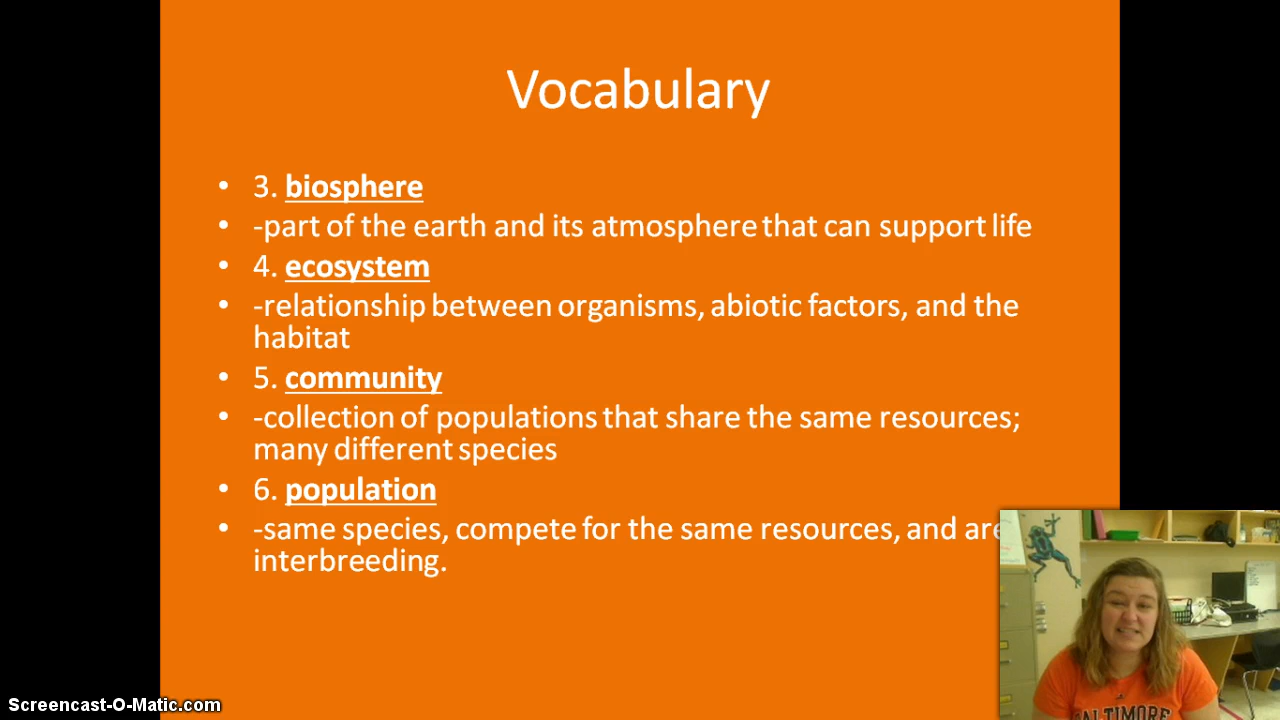 Vocabulary
• 3. biosphere
• -part of the earth and its atmosphere that can support life
• 4. ecosystem
• -relationship between organisms, abiotic factors, and the
habitat
• 5. community
• -collection of populations that share the same resources;
many different species
• 6. population
• -same species, compete for the same resources, and are
interbreeding.
BALTIMORE
Screencast-O-Matic.com